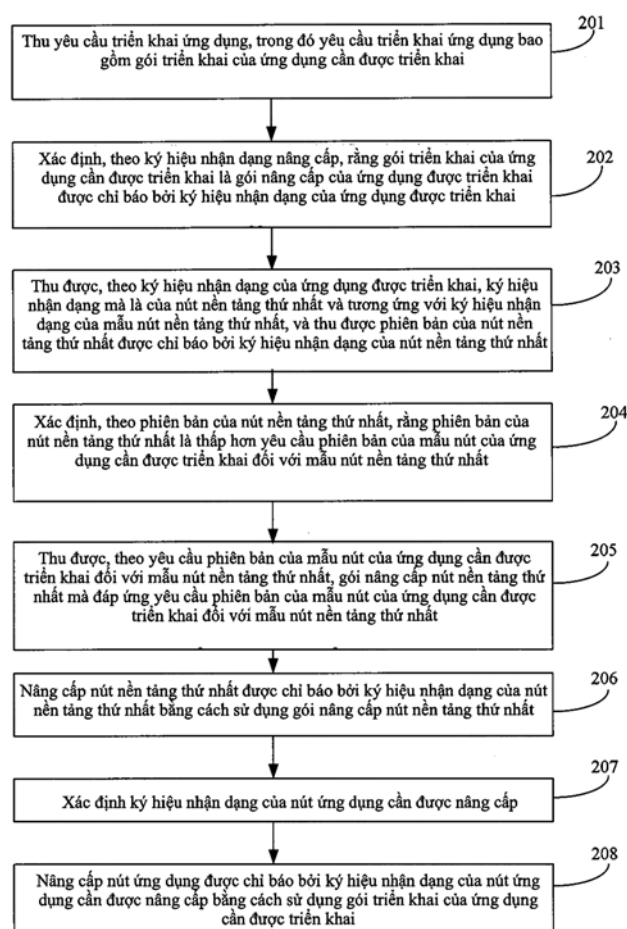 201
Thu yêu cầu triển khai ứng dụng, trong đó yêu cầu triển khai ứng dụng bao
gồm gói triển khai của ứng dụng cần được triển khai
202
Xác định, theo ký hiệu nhận dạng nâng cấp, rằng gói triển khai của ứng
dụng cần được triển khai là gói nâng cấp của ứng dụng được triển khai
được chỉ báo bởi ký hiệu nhận dạng của ứng dụng được triển khai
203
Thu được, theo ký hiệu nhận dạng của ứng dụng được triển khai, ký hiệu
nhận dạng mà là của nút nền tảng thứ nhất và tương ứng với ký hiệu nhận
dạng của mẫu nút nền tảng thứ nhất, và thu được phiên bản của nút nền
tảng thứ nhất được chỉ báo bởi ký hiệu nhận dạng của nút nền tảng thứ nhất
204
Xác định, theo phiên bản của nút nền tảng thứ nhất, rằng phiên bản của
nút nền tảng thứ nhất là thấp hơn yêu cầu phiên bản của mẫu nút của ứng
dụng cần được triển khai đối với mẫu nút nền tảng thứ nhất
205
Thu được, theo yêu cầu phiên bản của mẫu nút của ứng dụng cần được
triển khai đối với mẫu nút nền tảng thứ nhất, gói nâng cấp nút nền tảng thứ
nhất mà đáp ứng yêu cầu phiên bản của mẫu nút của ứng dụng cần được
triển khai đối với mẫu nút nền tảng thứ nhất
206
Nâng cấp nút nền tảng thứ nhất được chỉ báo bởi ký hiệu nhận dạng của nút
nền tảng thứ nhất bằng cách sử dụng gói nâng cấp nút nền tảng thứ nhất
207
Xác định ký hiệu nhận dạng của nút ứng dụng cần được nâng cấp
208
Nâng cấp nút ứng dụng được chỉ báo bởi ký hiệu nhận dạng của nút ứng
dụng cần được nâng cấp bằng cách sử dụng gói triển khai của ứng dụng
cần được triển khai